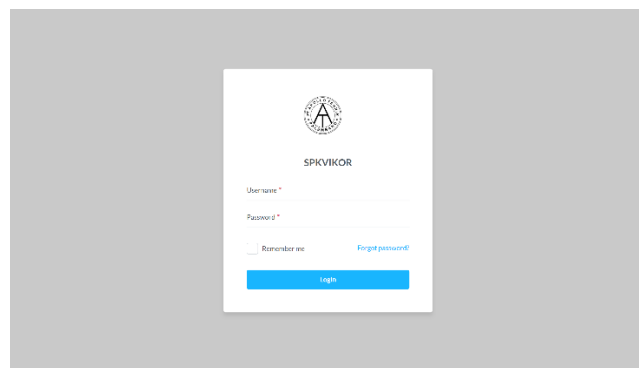 SPKVIKOR
Username *
Password *
Remember me
Forgot password?
Login